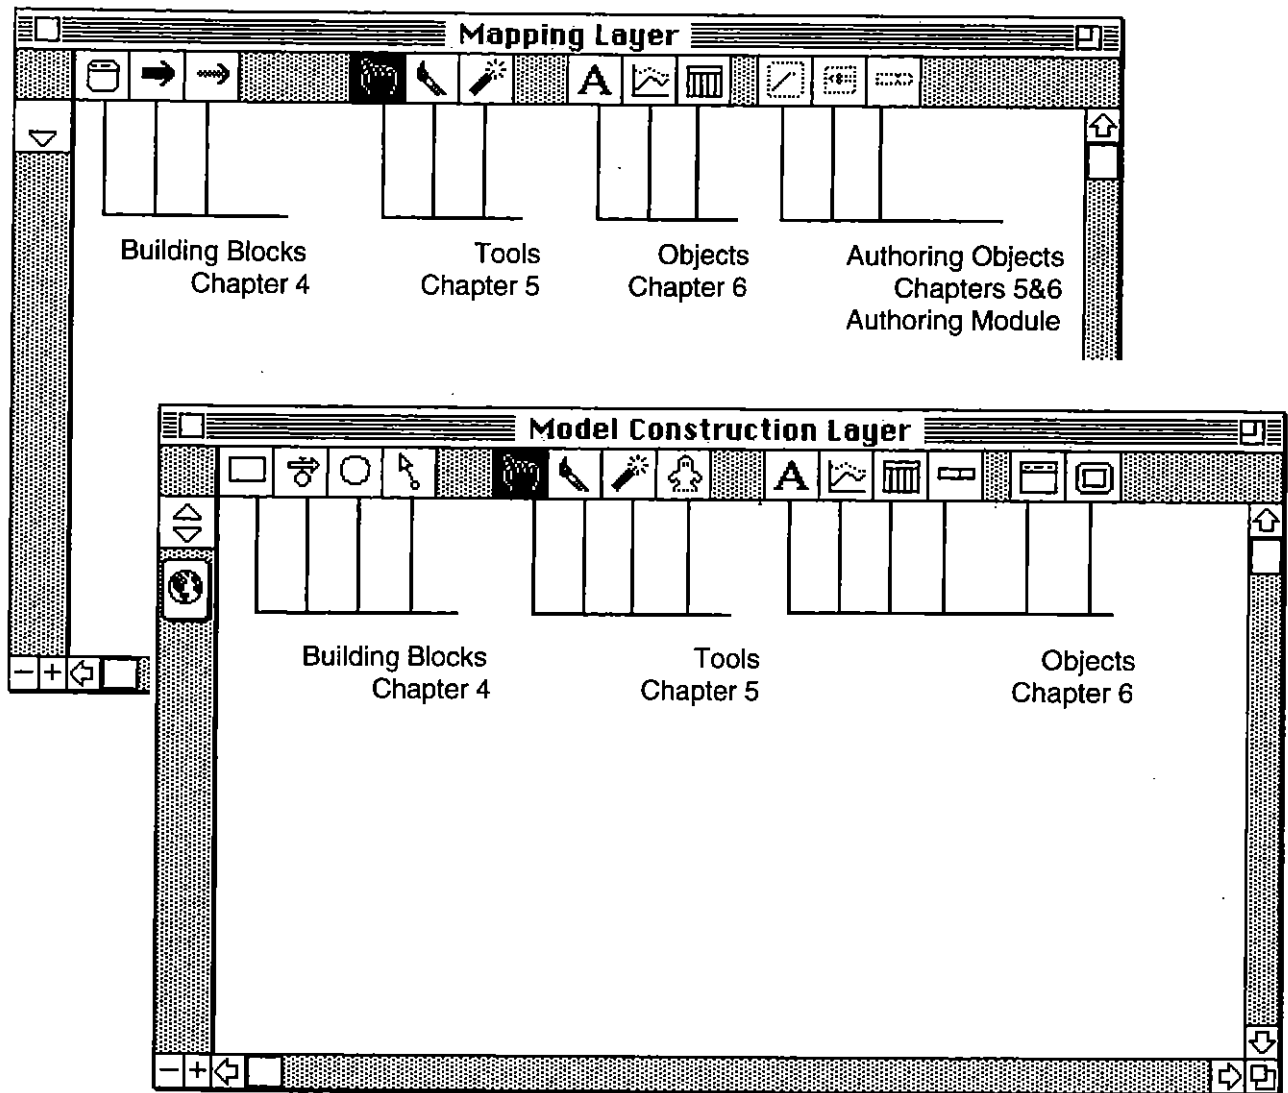 Mapping Layer
A
Building Blocks
Chapter 4
Tools
Chapter 5
Objects
Chapter 6
Authoring Objects
Chapters 5&6
Authoring Module
Model Construction Layer
A
Building Blocks
Chapter 4
Tools
Chapter 5
Objects
Chapter 6